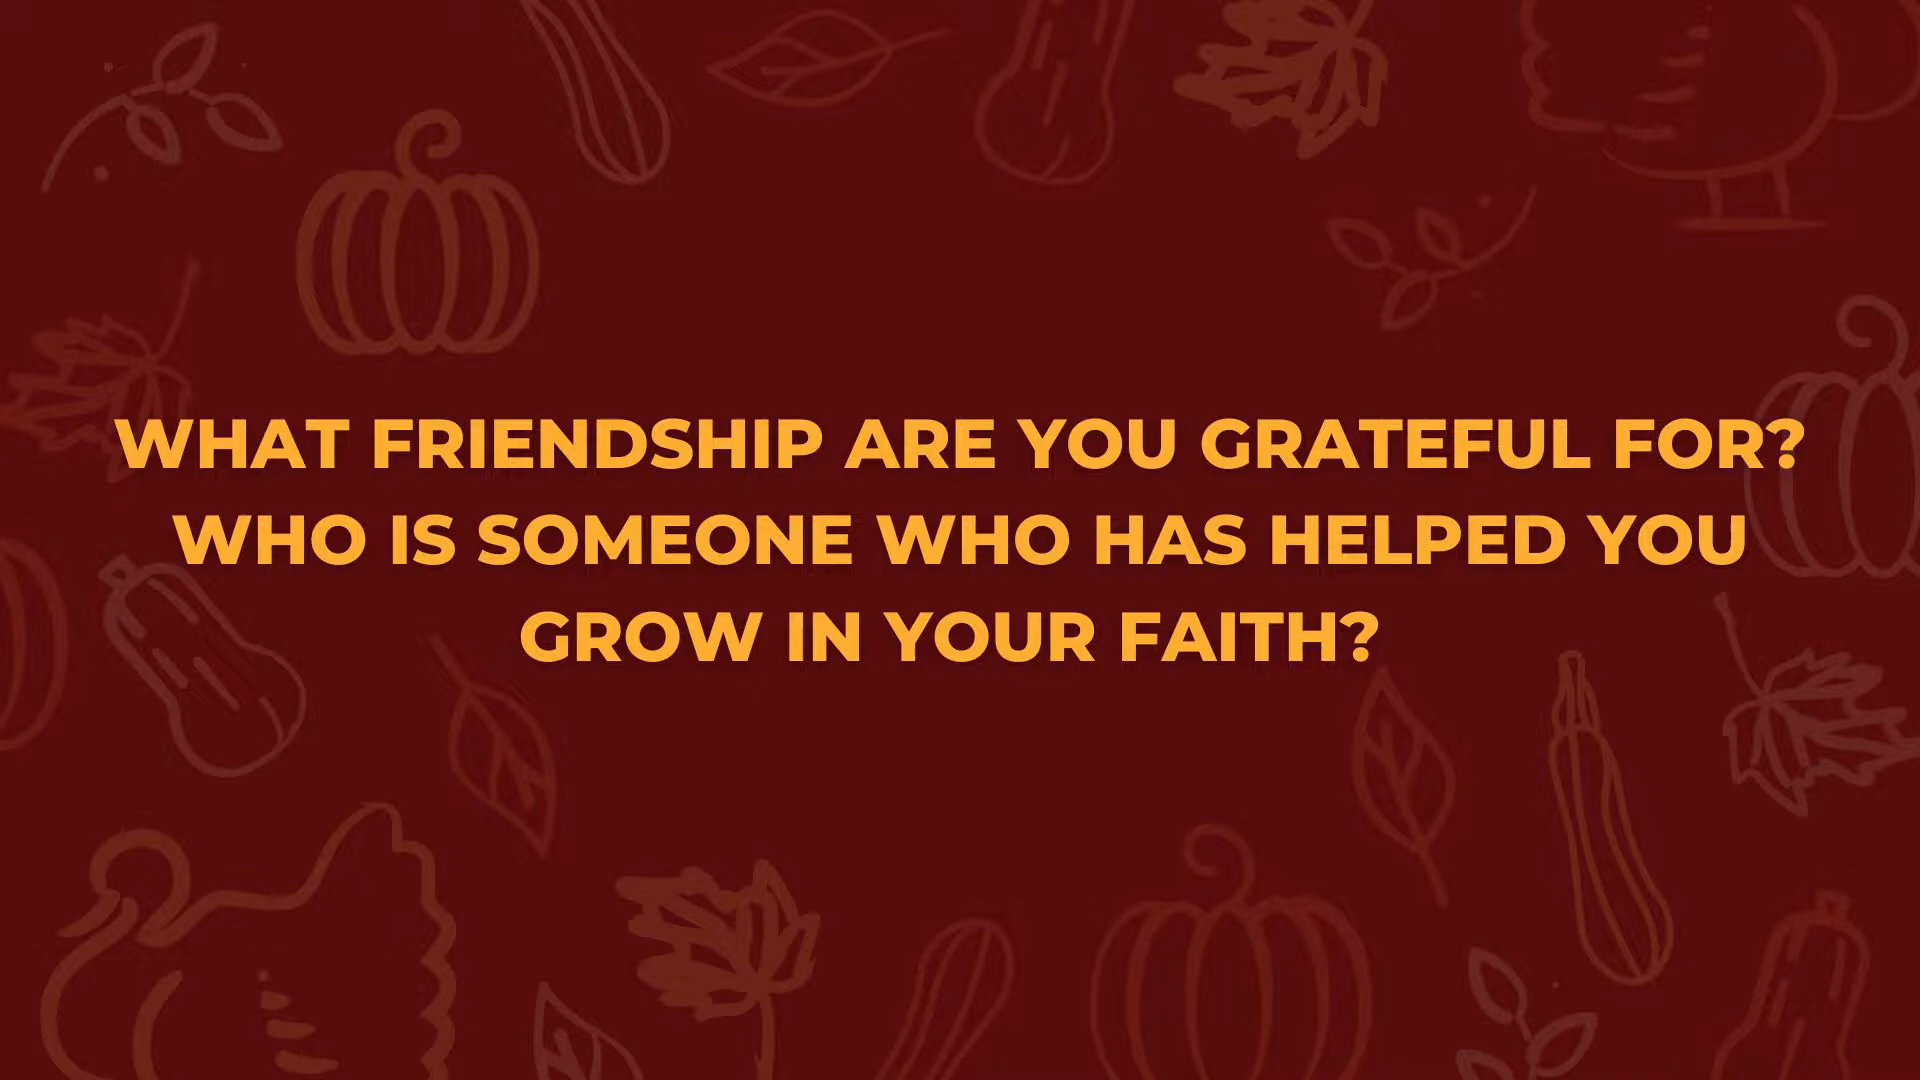 WHAT FRIENDSHIP ARE YOU GRATEFUL FOR?
WHO IS SOMEONE WHO HAS HELPED YOU
GROW IN YOUR FAITH?